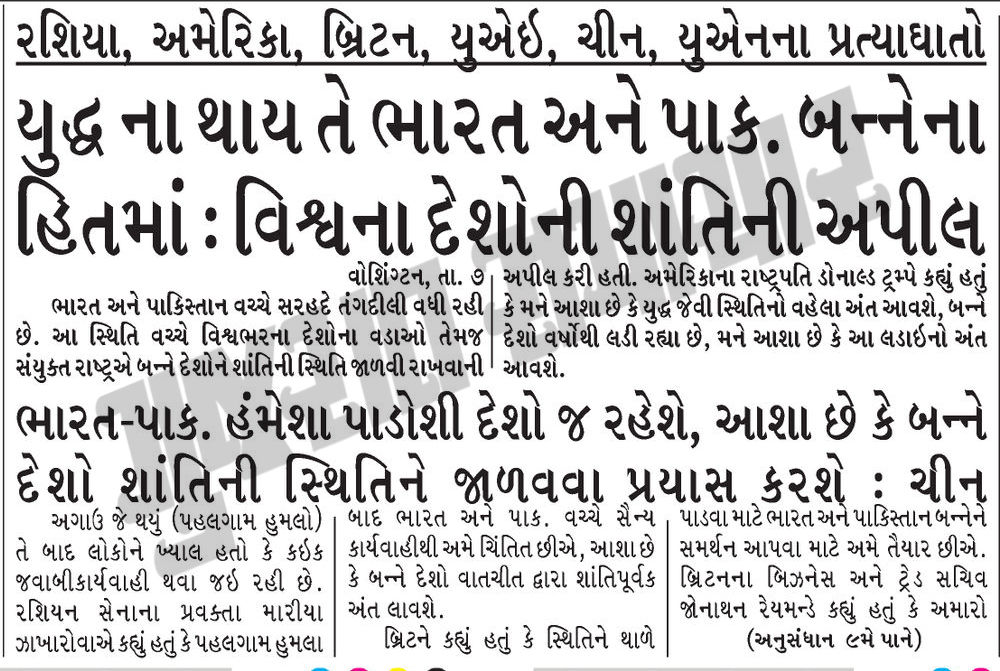 રશિયા, અમેરિકા, બ્રિટન, યુએઇ, ચીન, યુએનના પ્રત્યાઘાતો
યુદ્ધ ના થાય તે ભારત અને પાક. બન્નેના
હિતમાં : વિશ્વના દેશોની શાંતિની અપીલ
વોશિંગ્ટન, તા. ૭
ભારત અને પાકિસ્તાન વચ્ચે સરહદે તંગદીલી વધી રહી
છે. આ સ્થિતિ વચ્ચે વિશ્વભરના દેશોના વડાઓ તેમજ
સંયુક્ત રાષ્ટ્રએ બન્ને દેશોને શાંતિની સ્થિતિ જાળવી રાખવાની
અપીલ કરી હતી. અમેરિકાના રાષ્ટ્રપતિ ડોનાલ્ડ ટ્રમ્પે કહ્યું હતું
કે મને આશા છે કે યુદ્ધ જેવી સ્થિતિનો વહેલા અંત આવશે, બન્ને
દેશો વર્ષોથી લડી રહ્યા છે, મને આશા છે કે આ લડાઇનો અંત
આવશે.
ભારત-પાક. હંમેશા પાડોશી દેશો જ રહેશે, આશા છે કે બન્ને
દેશો શાંતિની સ્થિતિને જાળવવા પ્રયાસ કરશે : ચીન
અગાઉ જે થયું (પહલગામ હુમલો)
તે બાદ લોકોને ખ્યાલ હતો કે કઇક
જવાબીકાર્યવાહી થવા જઇ રહી છે.
રશિયન સેનાના પ્રવક્તા મારીયા
ઝાખારોવાએ કહ્યું હતું કે પહલગામ હુમલા
બાદ ભારત અને પાક. વચ્ચે સૈન્ય
કાર્યવાહીથી અમે ચિંતિત છીએ, આશા છે
કે બન્ને દેશો વાતચીત દ્વારા શાંતિપૂર્વક
અંત લાવશે.
બ્રિટને કહ્યું હતું કે સ્થિતિને થાળે
પાડવા માટે ભારત અને પાકિસ્તાન બન્નેને
સમર્થન આપવા માટે અમે તૈયાર છીએ.
બ્રિટનના બિઝનેસ અને ટ્રેડ સચિવ
જોનાથન રેયમન્ડે કહ્યું હતું કે અમારો
(અનુસંધાન ૯મે પાને)
ગુજરાત સમાચાર